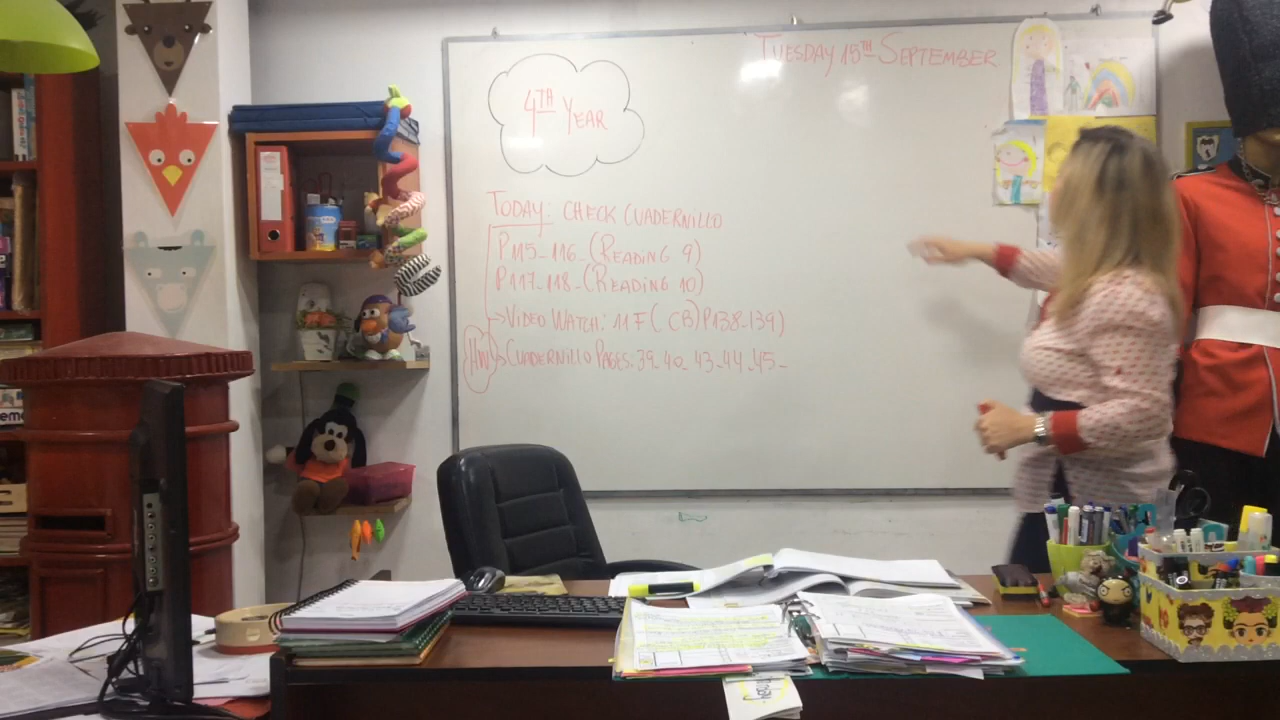 TUESDAY 15TH SEPTEMBER
4TH YEAR
TODAY: CHECK CUADERNILLO
P115-116-(READING 9)
P117-118-(READING 10)
→VIDEO WATCH: 11F( CB)P138-139)
HW CUADERNILLO PAGES: 39-40-43-44-45-